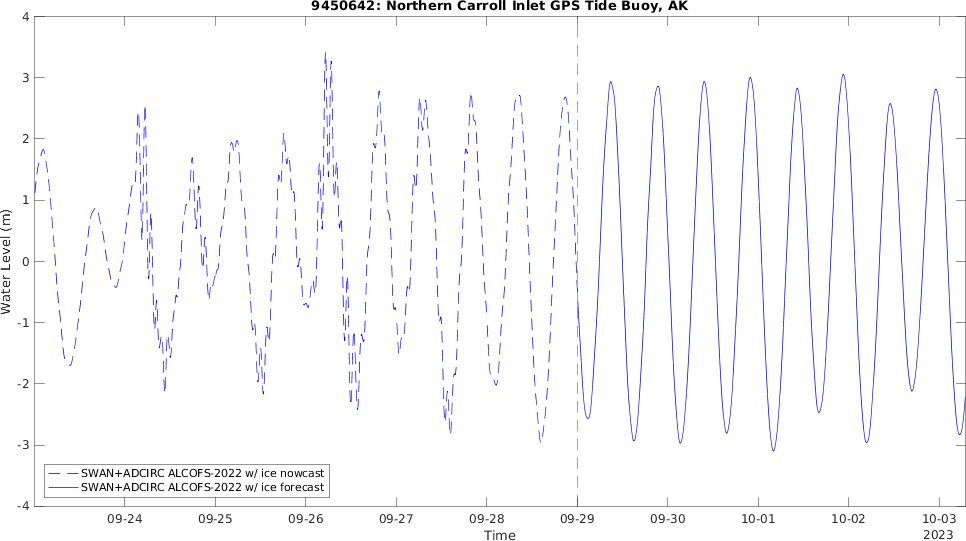 9450642: Northern Carroll Inlet GPS Tide Buoy, AK
4
3
2
1
0
-1
-2
-3
-4
Water Level (m)
SWAN+ADCIRC ALCOFS-2022 w/ ice nowcast
SWAN+ADCIRC ALCOFS-2022 w/ ice forecast
09-24 09-25 09-26 09-27 09-28 09-29 09-30 10-01 10-02 10-03
Time 2023